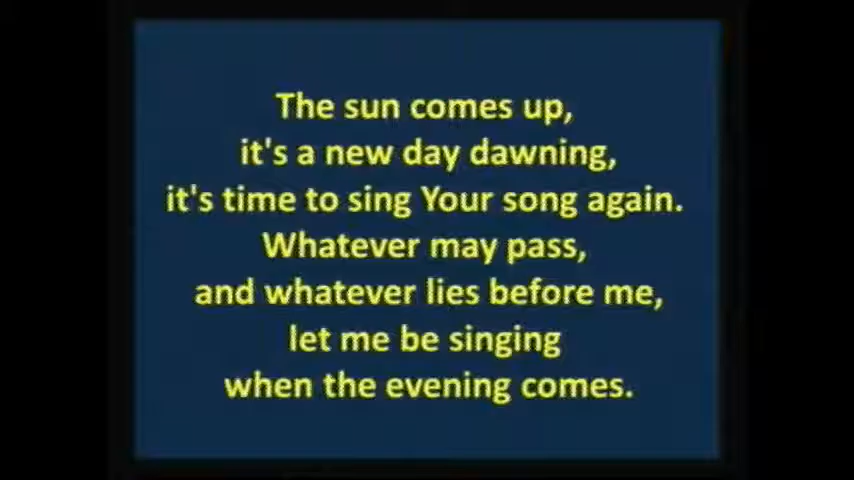 The sun comes up,
it's a new day dawning,
it's time to sing Your song again.
Whatever may pass,
and whatever lies before me,
let me be singing
when the evening comes.